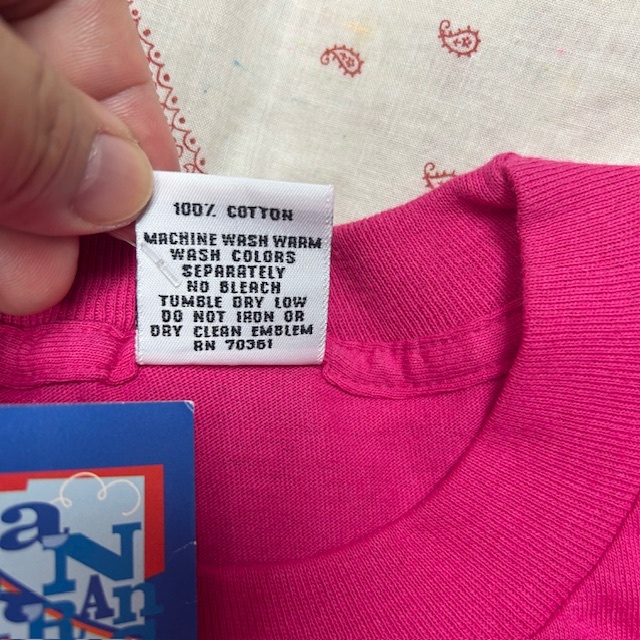 100% COTTON
MACHINE WASH WARM
WASH COLORS
SEPARATELY
NO BLEACH
TUMBLE DRY LOW
DO NOT IRON OR
DRY CLEAN EMBLEM
RN 70361